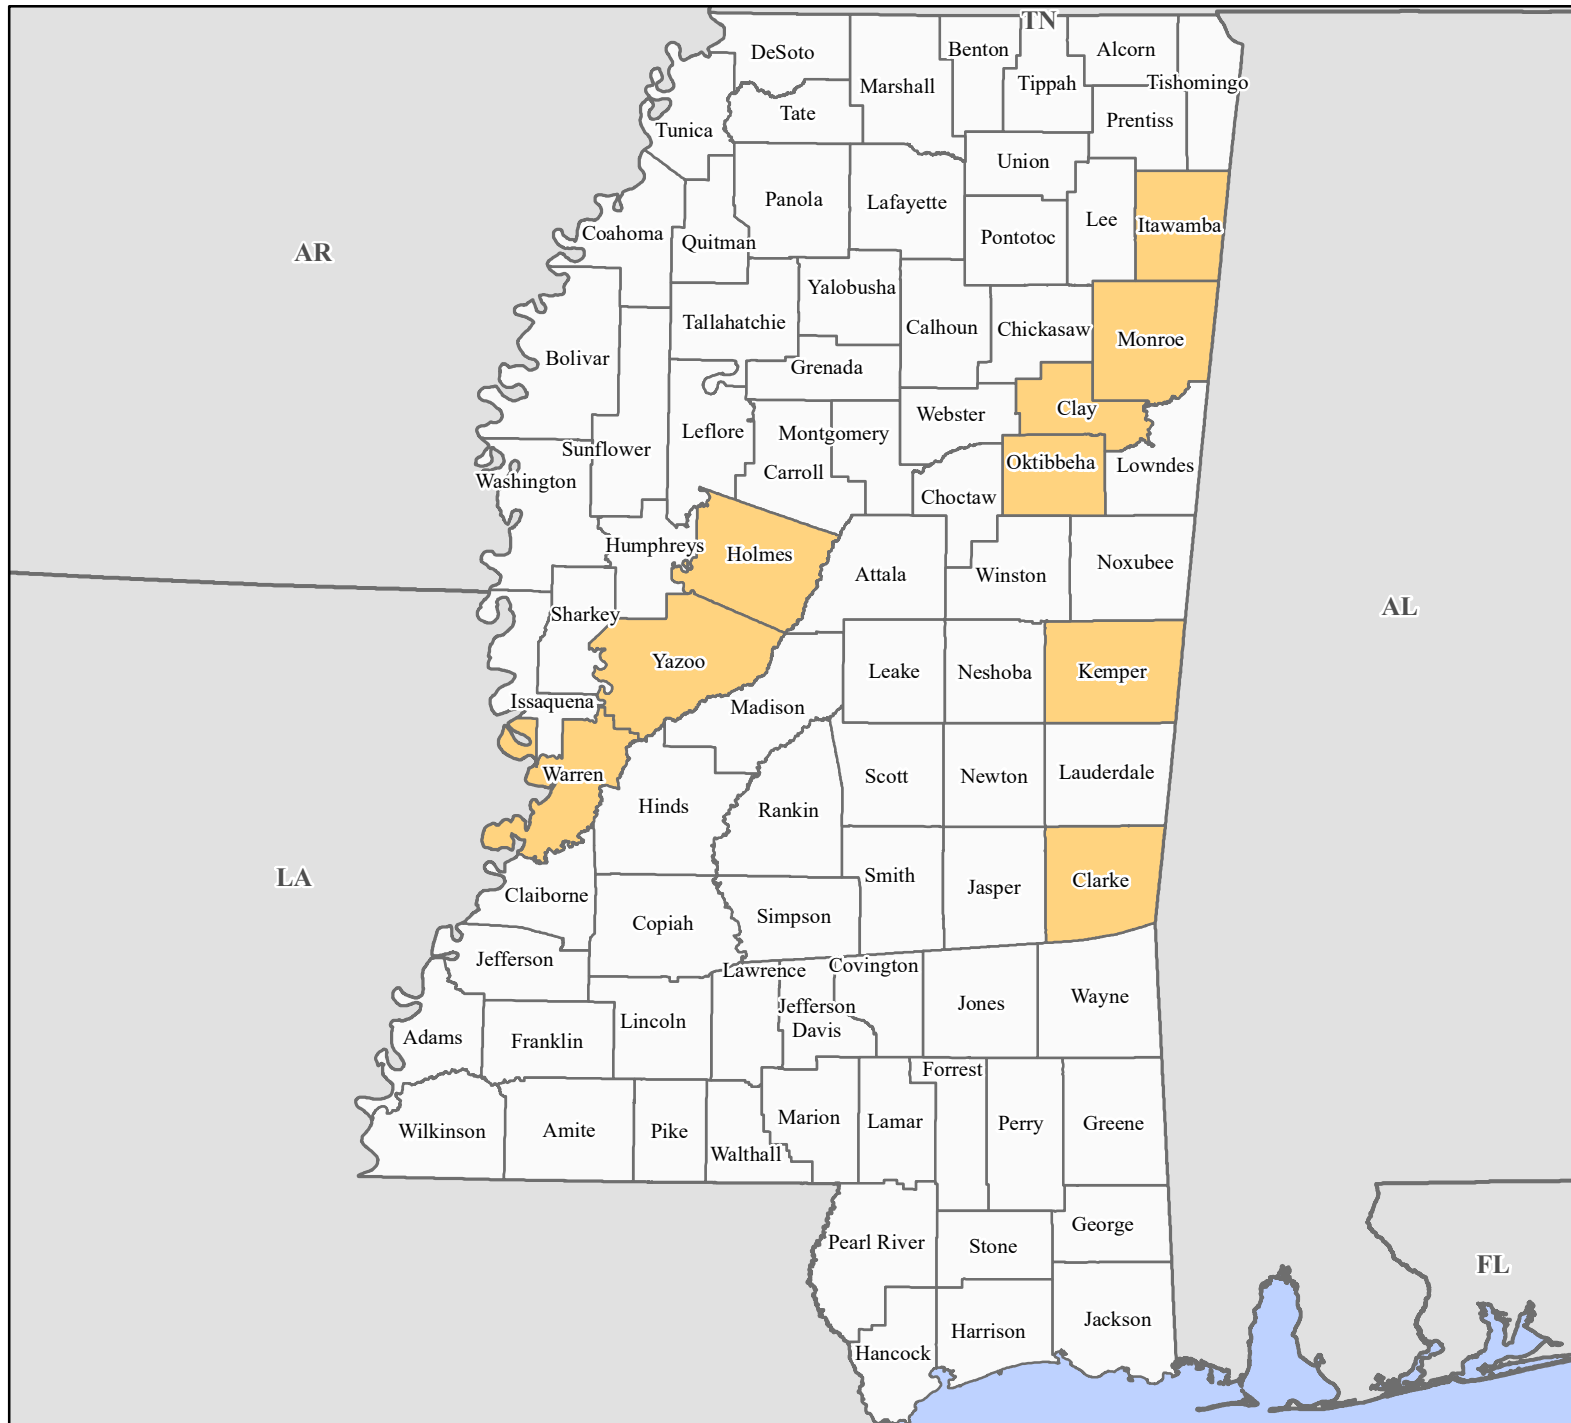 TN
DeSoto
Benton
Alcorn
Marshall
Tippah
Tishomingo
Tate
Prentiss
Tunica
Union
Panola
Lafayette
Lee
Itawamba
Coahoma
Quitman
Pontotoc
AR
Yalobusha
Tallahatchie
Calhoun
Chickasaw
Monroe
Bolivar
Grenada
Clay
Webster
Leflore
Montgomery
Sunflower
Carroll
Oktibbeha
Lowndes
Washington
Choctaw
Humphreys
Holmes
Attala
Winston
Noxubee
AL
Sharkey
Yazoo
Leake
Neshoba
Kemper
Issaquena
Madison
Warren
Scott
Newton
Lauderdale
Hinds
Rankin
LA
Smith
Jasper
Clarke
Claiborne
Copiah
Simpson
Jefferson
Lawrence
Covington
Jefferson
Davis
Jones
Wayne
Adams
Franklin
Lincoln
Forrest
Wilkinson
Amite
Pike
Walthall
Marion
Lamar
Perry
Greene
Pearl River
Stone
George
FL
Hancock
Harrison
Jackson